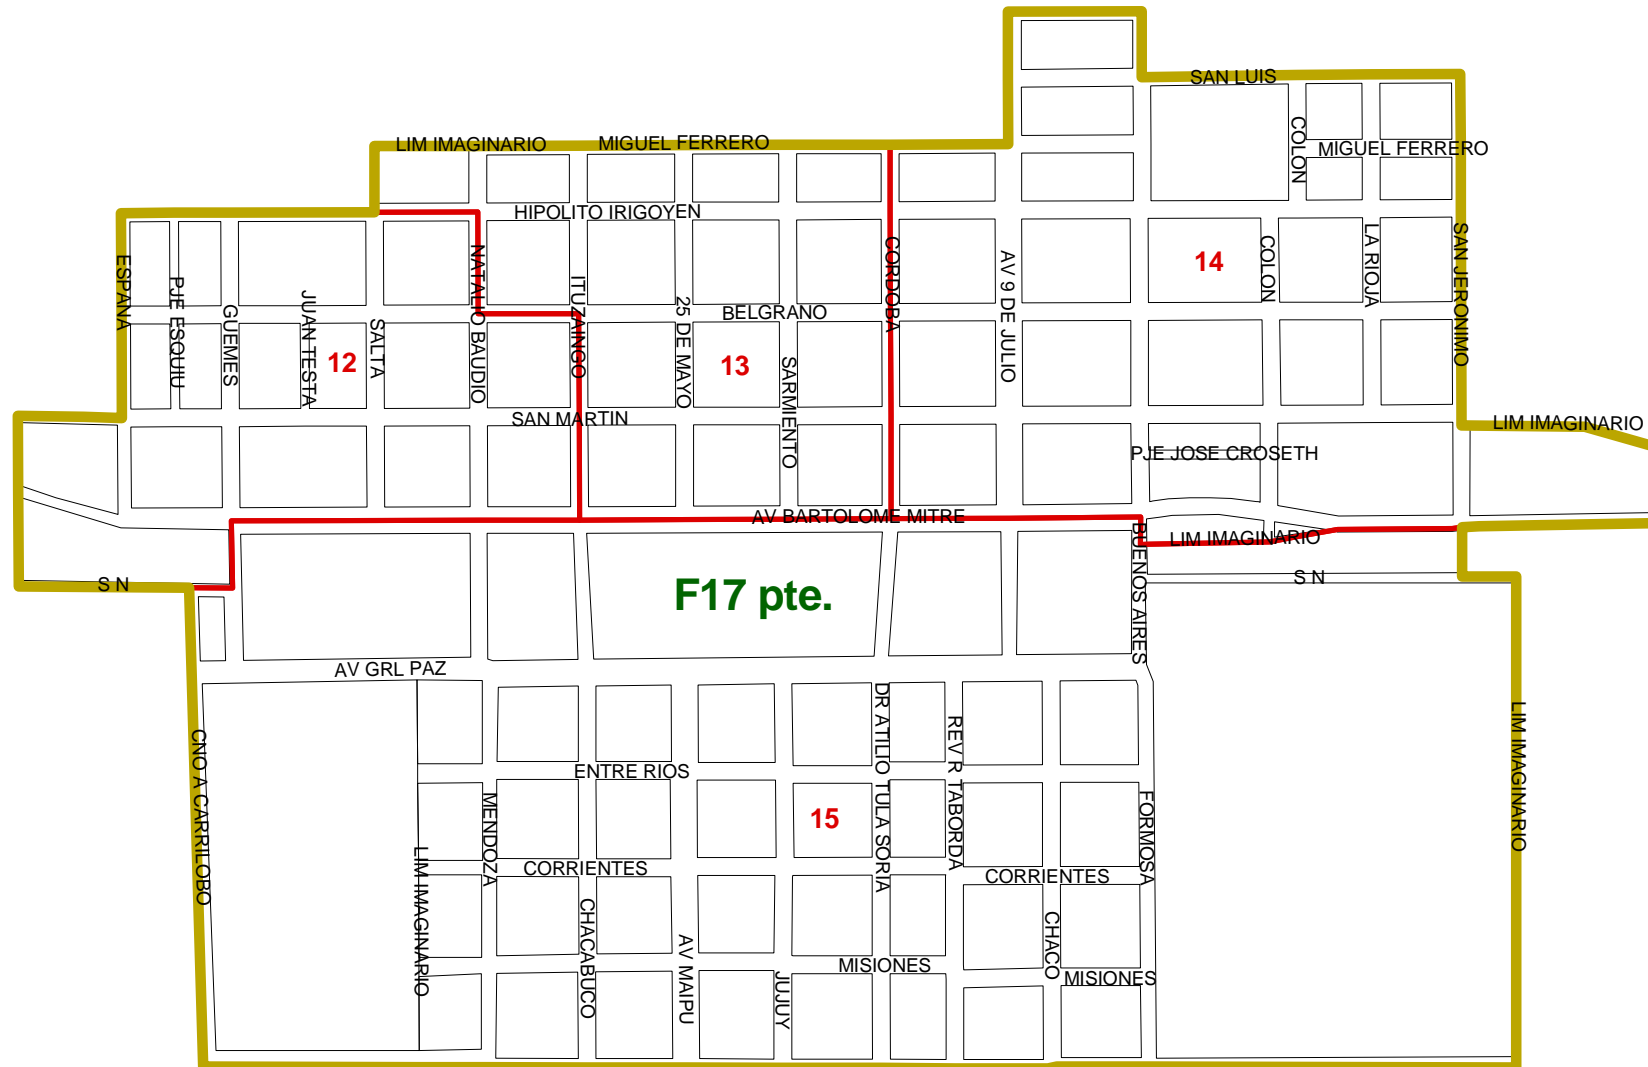 SAN LUIS
LIM IMAGINARIO
MIGUEL FERRERO
COLON
MIGUEL FERRERO
HIPOLITO IRIGOYEN
ESPANA
PJE ESQUIU
GUEMES
JUAN TESTA
SALTA
NATALIO BAUDIO
ITUZAINGO
25 DE MAYO
BELGRANO
SARMIENTO
CORDOBA
AV 9 DE JULIO
14
COLON
LA RIOJA
SAN JERONIMO
12
13
SAN MARTIN
LIM IMAGINARIO
PJE JOSE CROSETH
AV BARTOLOME MITRE
LIM IMAGINARIO
BUENOS AIRES
S N
S N
F17 pte.
AV GRL PAZ
CNO A CARRILOBO
LIM IMAGINARIO
MENDOZA
ENTRE RIOS
DR ATILIO TULA SORIA
REV R TABORDA
FORMOSA
LIM IMAGINARIO
15
CORRIENTES
CORRIENTES
CHACABUCO
AV MAIPU
JUJUY
MISIONES
CHACO
MISIONES